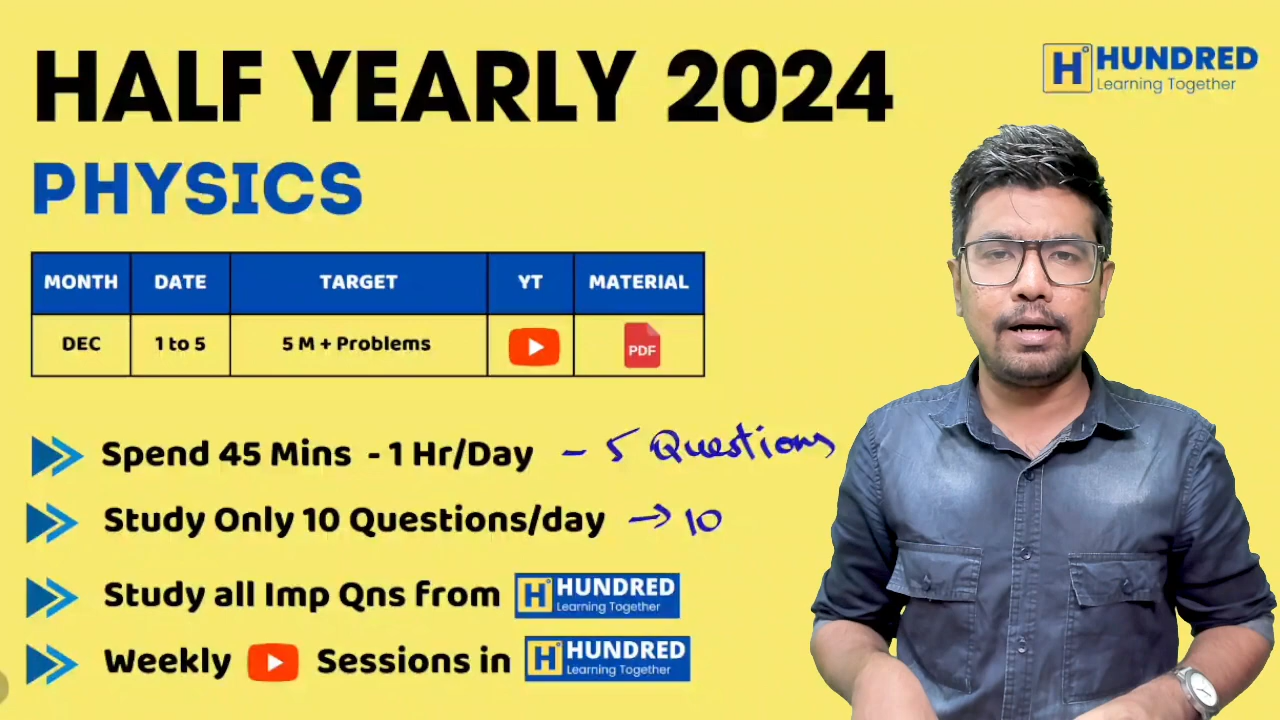 HALF YEARLY 2024
H HUNDRED
Learning Together
PHYSICS
MONTH DATE TARGET YT MATERIAL
DEC 1 to 5 5 M + Problems PDF
Spend 45 Mins - 1 Hr/Day – 5 Questions
Study Only 10 Questions/day → 10
Study all Imp Qns from H HUNDRED
Learning Together
Weekly Sessions in H HUNDRED
Learning Together